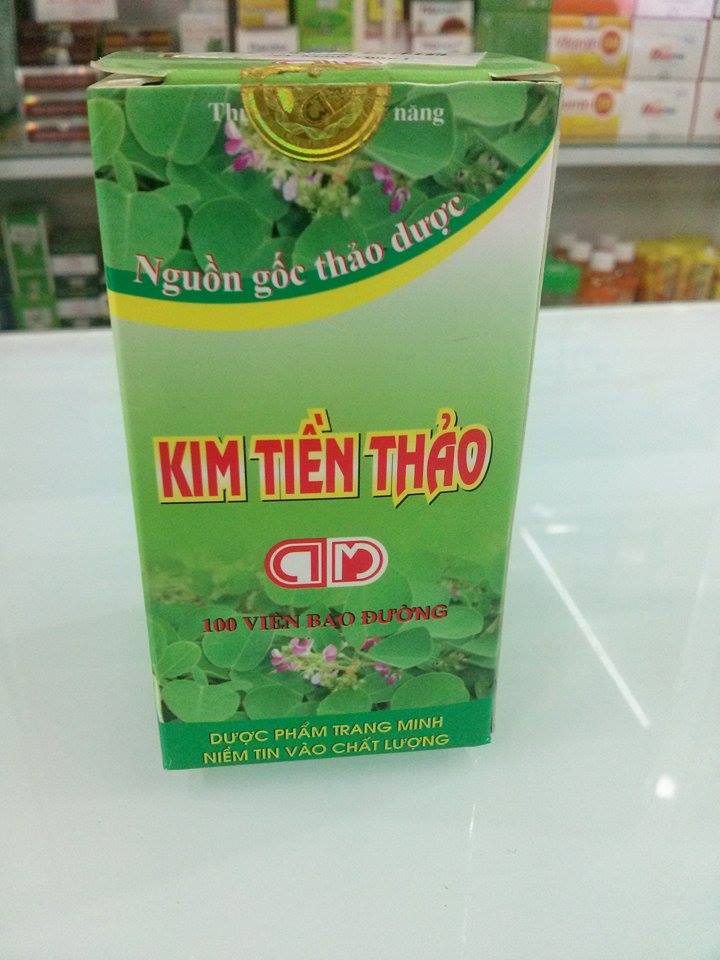 năng
Nguồn gốc thảo dược
KIM TIỀN THẢO
100 VIÊN BAO ĐƯỜNG
DƯỢC PHẨM TRANG MINH
NIỀM TIN VÀO CHẤT LƯỢNG